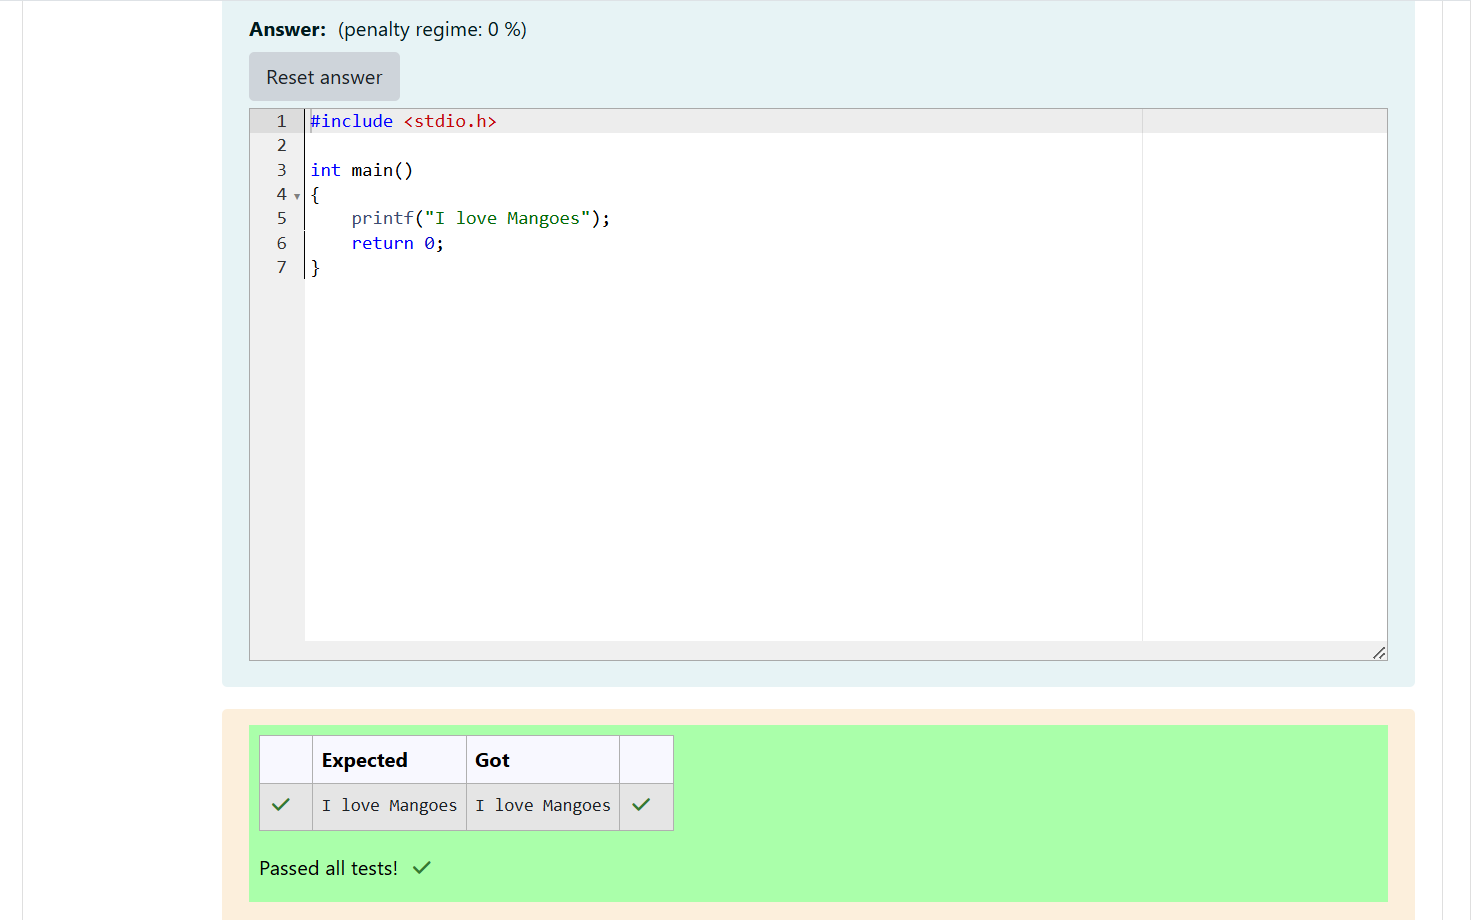 Answer: (penalty regime: 0 %)
Reset answer
1 #include <stdio.h>
2
3 int main()
4 {
5     printf("I love Mangoes");
6     return 0;
7 }
Expected Got
I love Mangoes I love Mangoes
Passed all tests!